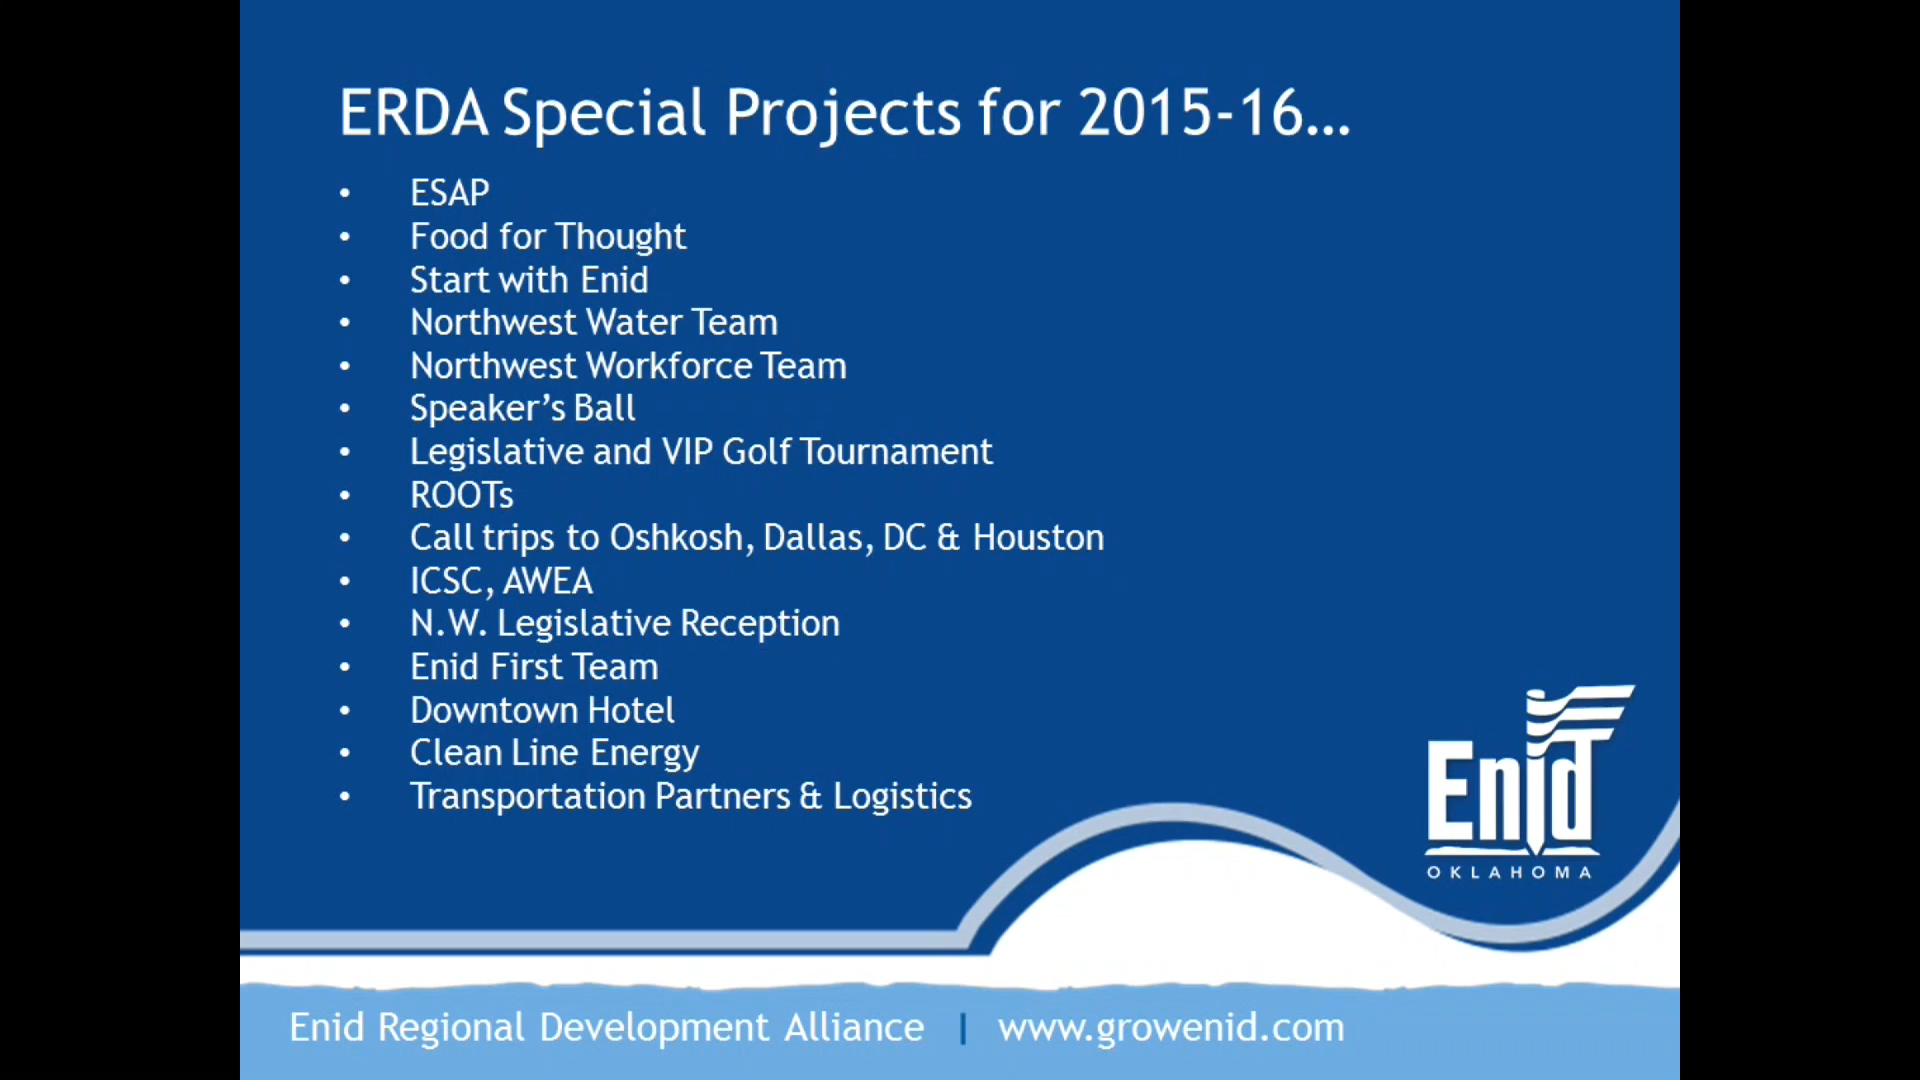 ERDA Special Projects for 2015-16…
• ESAP
• Food for Thought
• Start with Enid
• Northwest Water Team
• Northwest Workforce Team
• Speaker’s Ball
• Legislative and VIP Golf Tournament
• ROOTs
• Call trips to Oshkosh, Dallas, DC & Houston
• ICSC, AWEA
• N.W. Legislative Reception
• Enid First Team
• Downtown Hotel
• Clean Line Energy
• Transportation Partners & Logistics
Enid
OKLAHOMA
Enid Regional Development Alliance | www.growenid.com